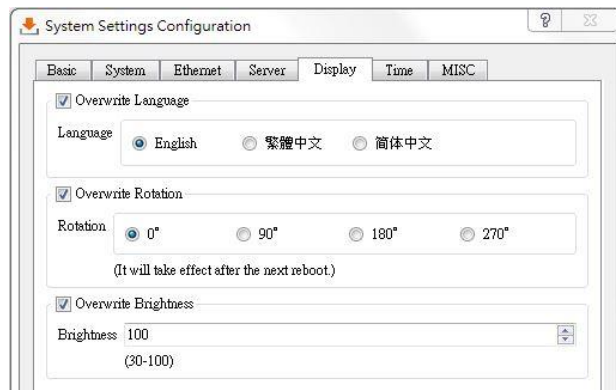 System Settings Configuration
Basic System Ethernet Server Display Time MISC
Overwrite Language
Language English 繁體中文 简体中文
Overwrite Rotation
Rotation 0° 90° 180° 270°
(It will take effect after the next reboot.)
Overwrite Brightness
Brightness 100
(30-100)